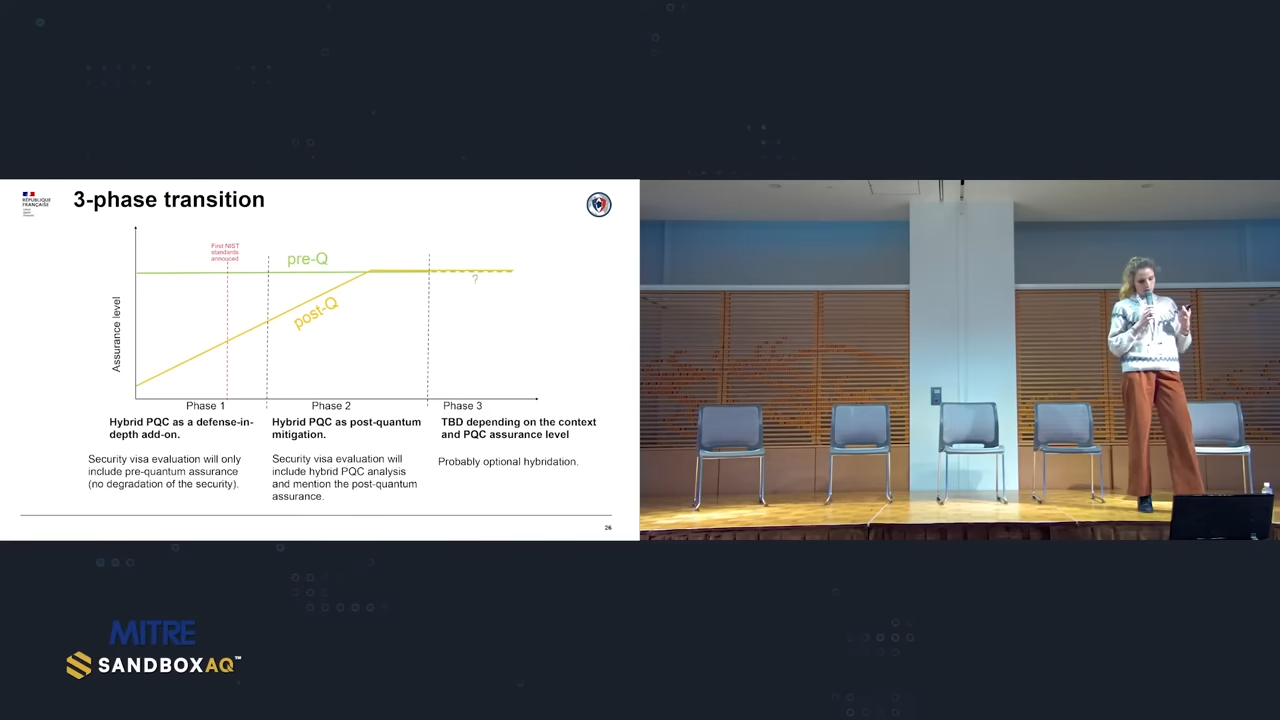 RÉPUBLIQUE
FRANÇAISE
3-phase transition
First NIST
standards
annouced
pre-Q
post-Q
?
Assurance level
Phase 1
Phase 2
Phase 3
Hybrid PQC as a defense-in-
depth add-on.
Security visa evaluation will only
include pre-quantum assurance
(no degradation of the security).
Hybrid PQC as post-quantum
mitigation.
Security visa evaluation will
include hybrid PQC analysis
and mention the post-quantum
assurance.
TBD depending on the context
and PQC assurance level
Probably optional hybridation.
26
MITRE
SANDBOXAQ™